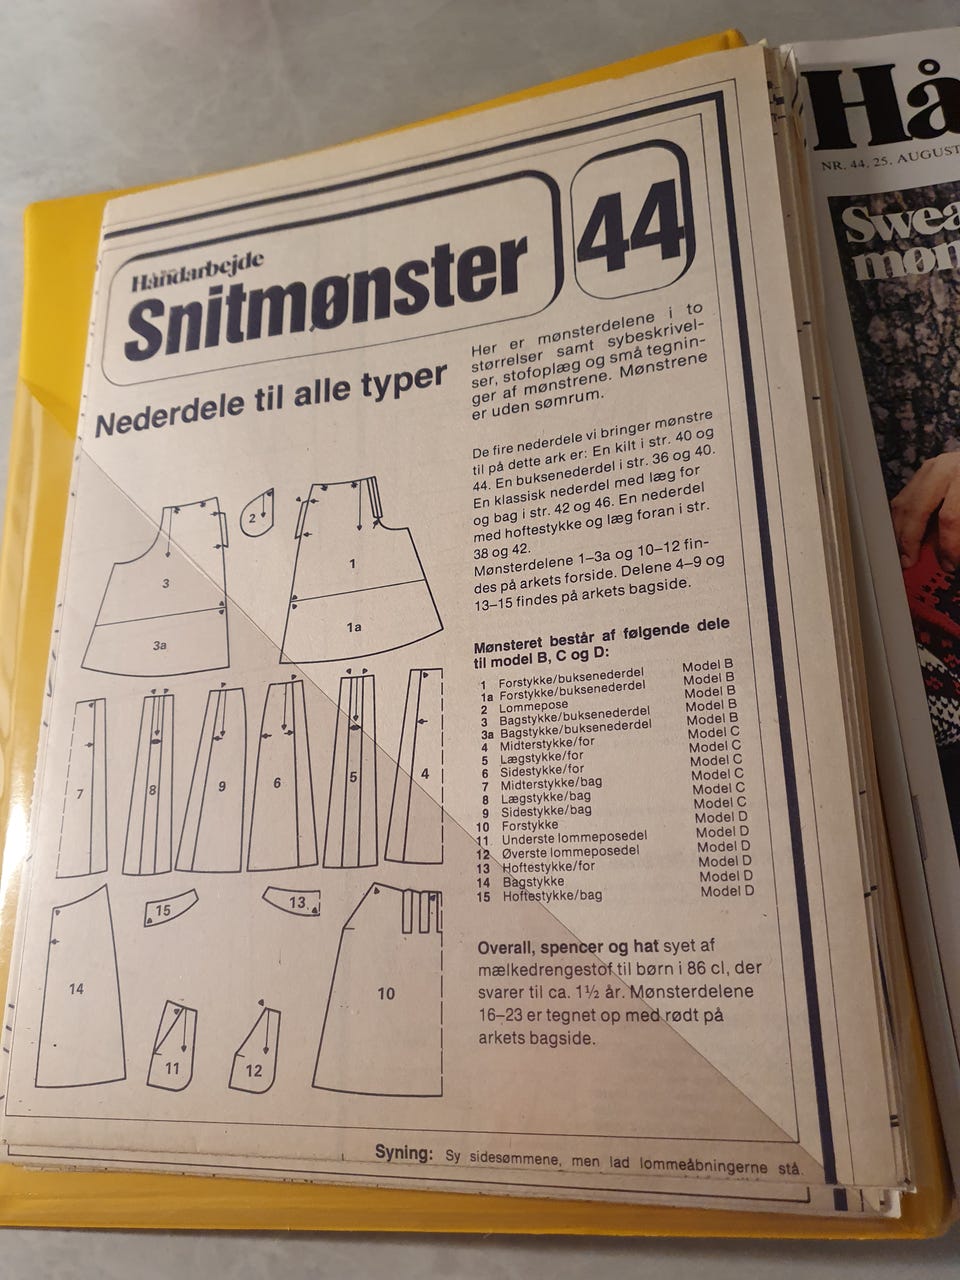 Håndarbejde
Snitmønster
44
Nederdele til alle typer
Her er mønsterdelene i to
størrelser samt sybeskrivel-
ser, stofoplæg og små tegnin-
ger af mønstrene. Mønstrene
er uden sømrum.
De fire nederdele vi bringer mønstre
til på dette ark er: En kilt i str. 40 og
44. En buksenederdel i str. 36 og 40.
En klassisk nederdel med læg for
og bag i str. 42 og 46. En nederdel
med hoftestykke og læg foran i str.
38 og 42.
Mønsterdelene 1–3a og 10–12 fin-
des på arkets forside. Delene 4–9 og
13–15 findes på arkets bagside.
Mønsteret består af følgende dele
til model B, C og D:
1 Forstykke/buksenederdel Model B
1a Forstykke/buksenederdel Model B
2 Lommepose Model B
3 Bagstykke/buksenederdel Model B
3a Bagstykke/buksenederdel Model B
4 Midterstykke/for Model C
5 Lægstykke/for Model C
6 Sidestykke/for Model C
7 Midterstykke/bag Model C
8 Lægstykke/bag Model C
9 Sidestykke/bag Model C
10 Forstykke Model D
11 Underste lommeposedel Model D
12 Øverste lommeposedel Model D
13 Hoftestykke/for Model D
14 Bagstykke Model D
15 Hoftestykke/bag Model D
Overall, spencer og hat syet af
mælkedrengestof til børn i 86 cl, der
svarer til ca. 1½ år. Mønsterdelene
16–23 er tegnet op med rødt på
arkets bagside.
2
3
1
3a
1a
7
8
9
6
5
4
15
13
14
10
11
12
Syning: Sy sidesømmene, men lad lommeåbningerne stå
Hå
NR. 44, 25. AUGUST
Swea
møn